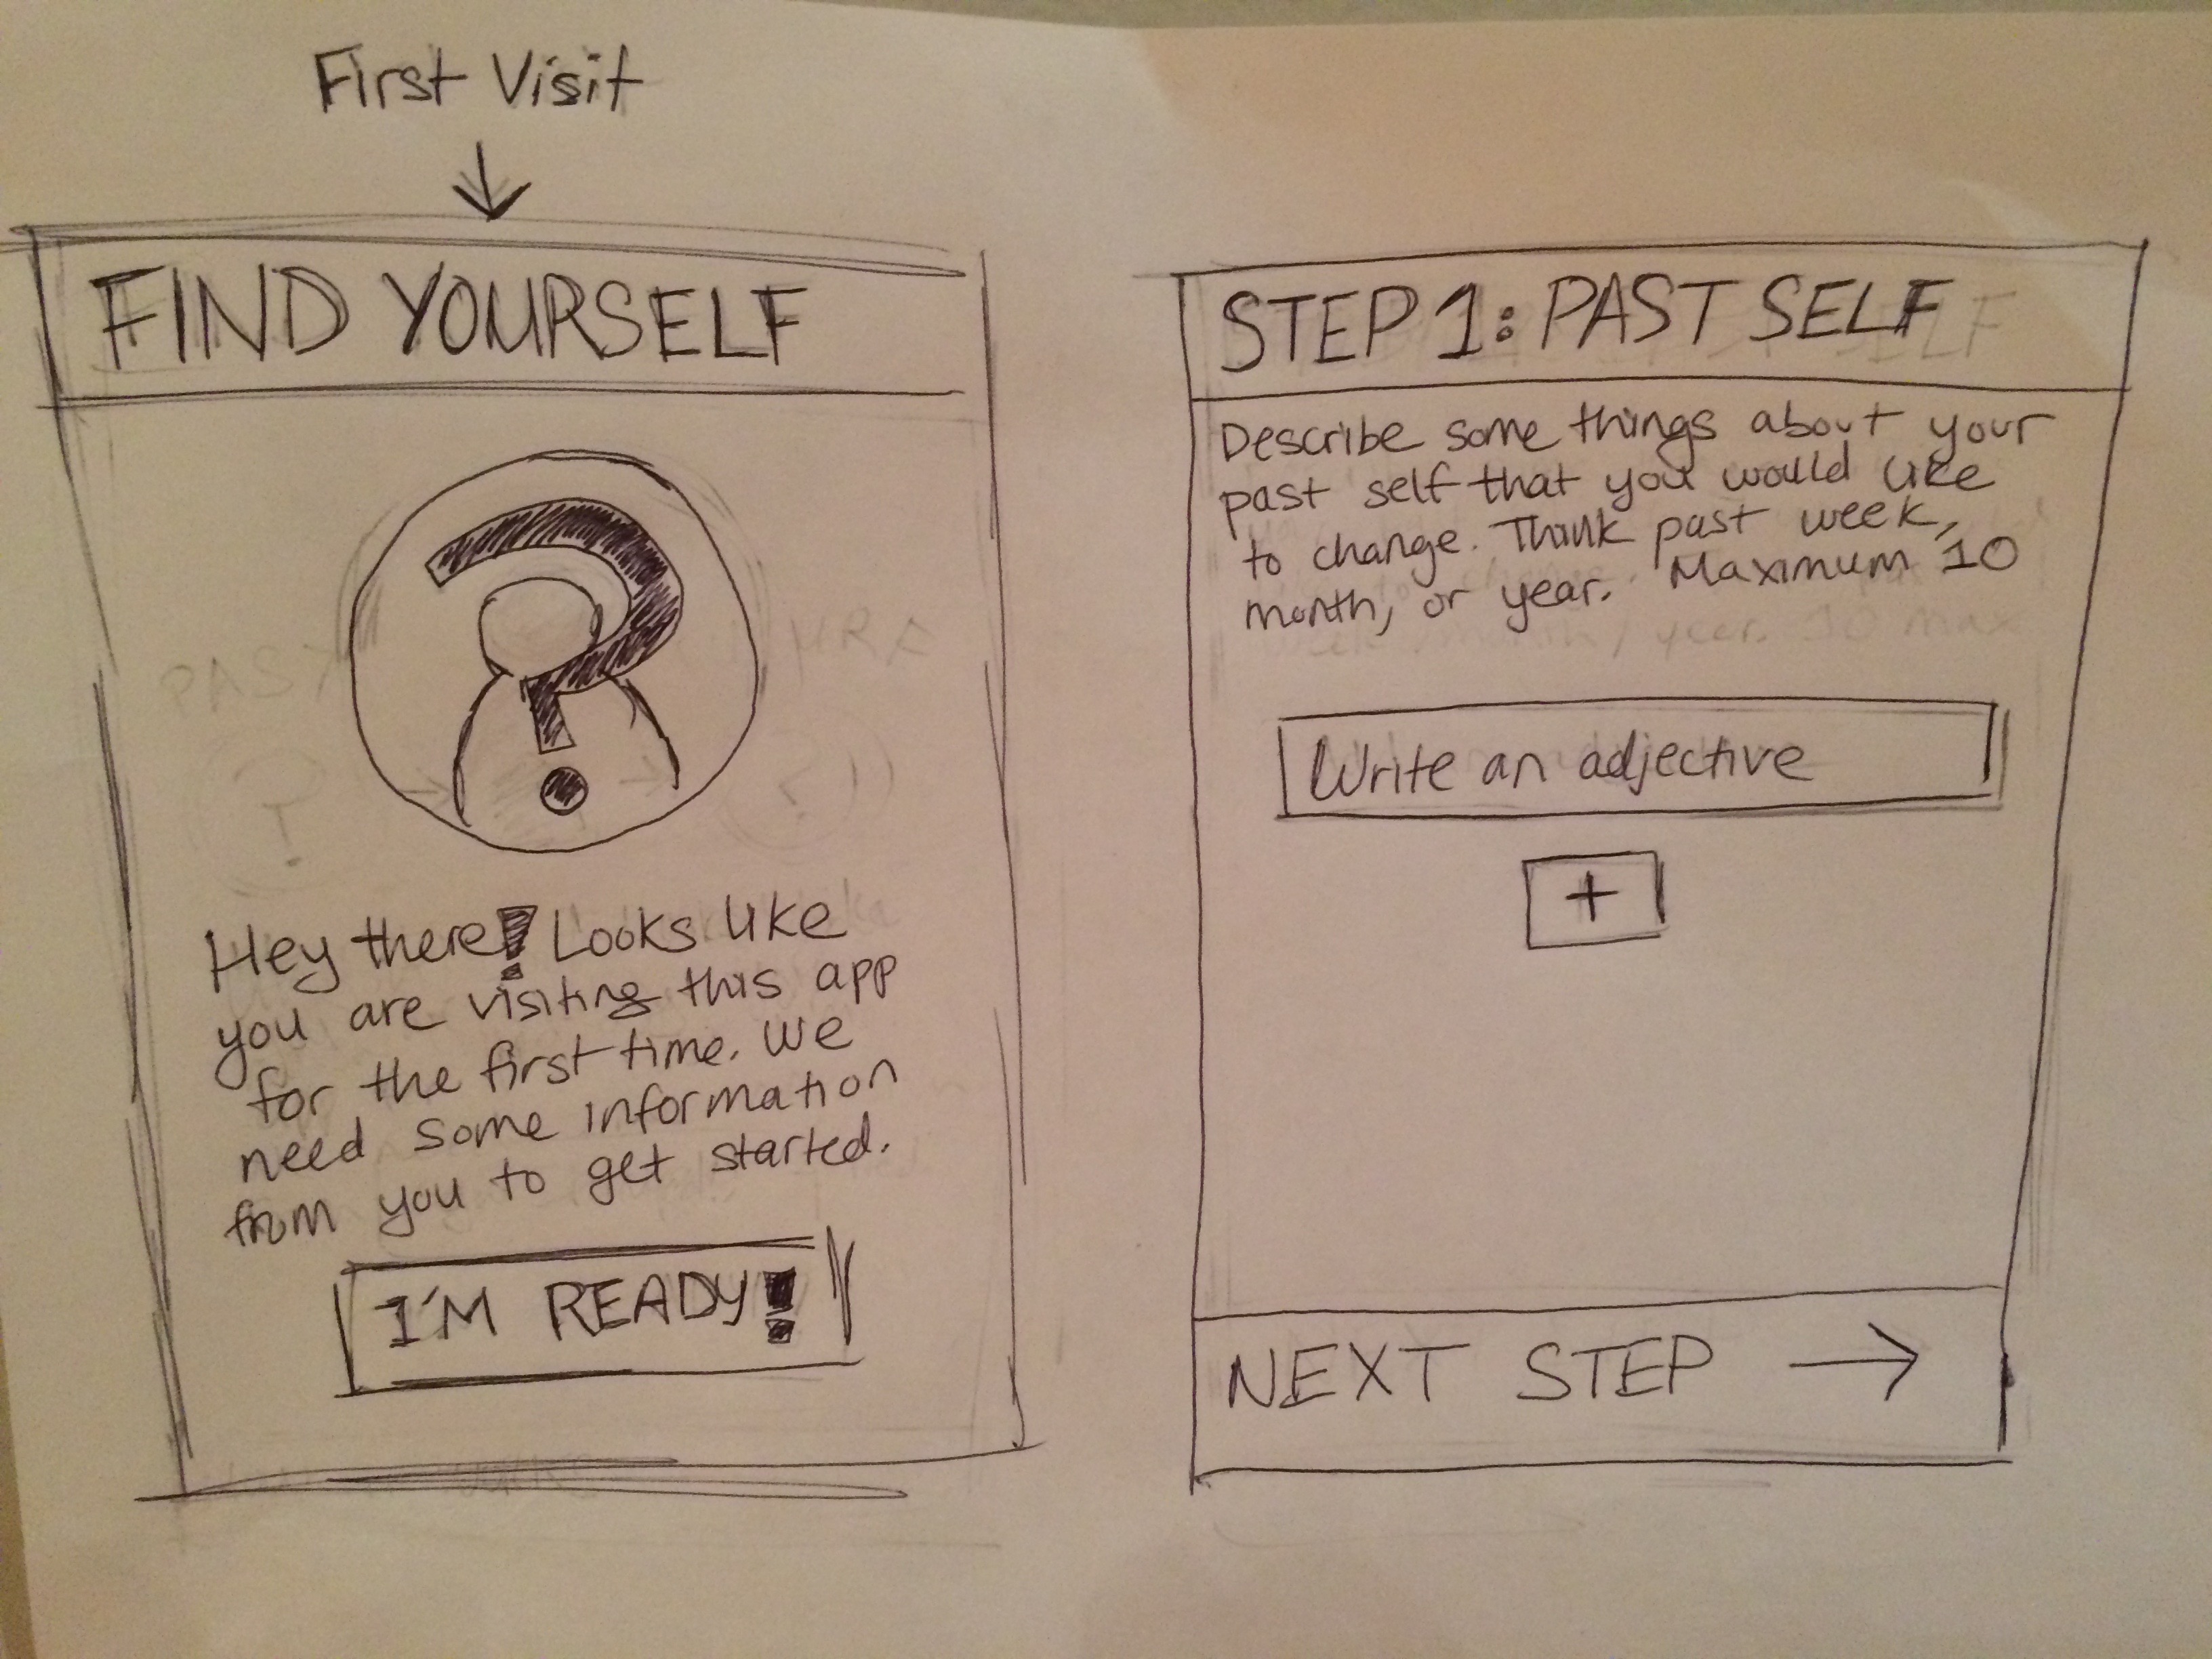 First Visit
FIND YOURSELF
Hey there! Looks like
you are visiting this app
for the first time. We
need some information
from you to get started.
I'M READY!
STEP 1: PAST SELF
Describe some things about your
past self that you would like
to change. Think past week,
month, or year. Maximum 10
Write an adjective
+
NEXT STEP →